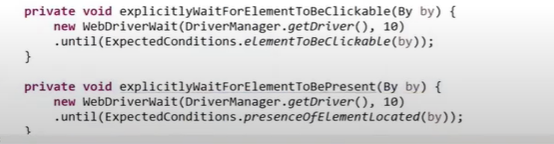 private void explicitlyWaitForElementToBeClickable(By by) {
new WebDriverWait(DriverManager.getDriver(), 10)
.until(ExpectedConditions.elementToBeClickable(by));
}
private void explicitlyWaitForElementToBePresent(By by) {
new WebDriverWait(DriverManager.getDriver(), 10)
.until(ExpectedConditions.presenceOfElementLocated(by));
}